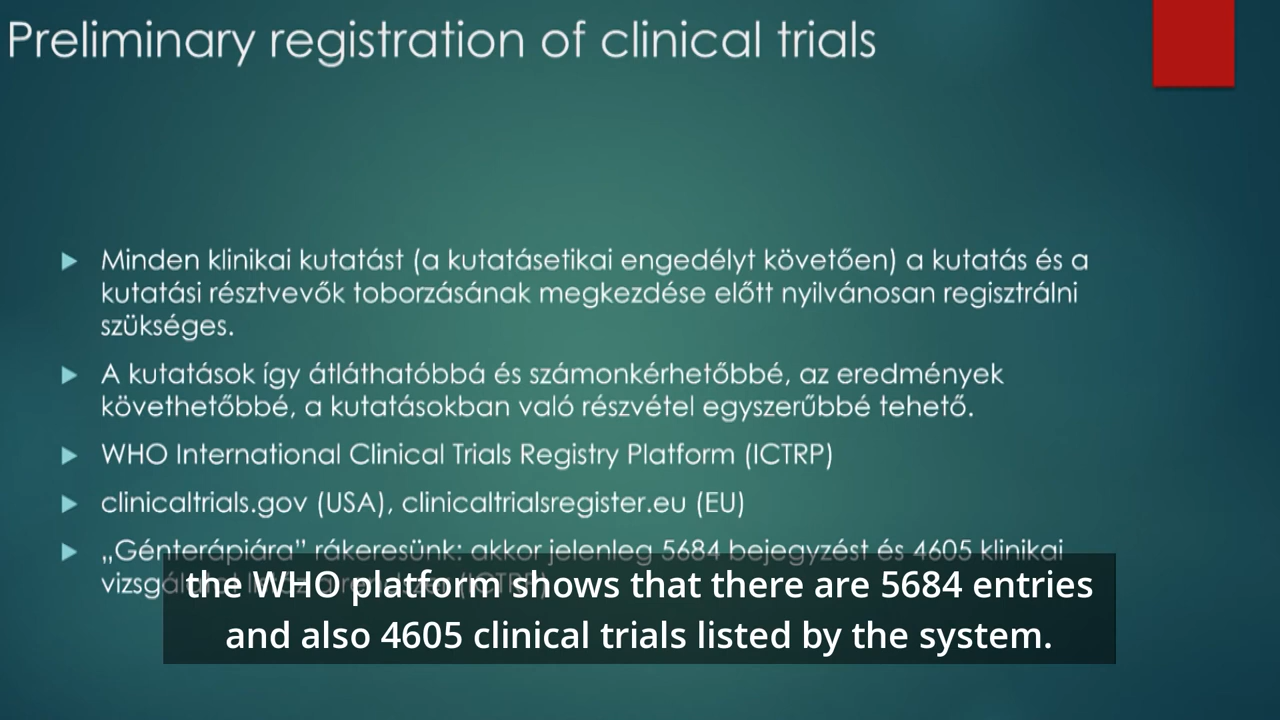 Preliminary registration of clinical trials
Minden klinikai kutatást (a kutatásetikai engedélyt követően) a kutatás és a
kutatási résztvevők toborzásának megkezdése előtt nyilvánosan regisztrálni
szükséges.
A kutatások így átláthatóbbá és számonkérhetőbbé, az eredmények
követhetőbbé, a kutatásokban való részvétel egyszerűbbé tehető.
WHO International Clinical Trials Registry Platform (ICTRP)
clinicaltrials.gov (USA), clinicaltrialsregister.eu (EU)
„Génterápiára” rákeresünk: akkor jelenleg 5684 bejegyzést és 4605 klinikai
the WHO platform shows that there are 5684 entries
and also 4605 clinical trials listed by the system.